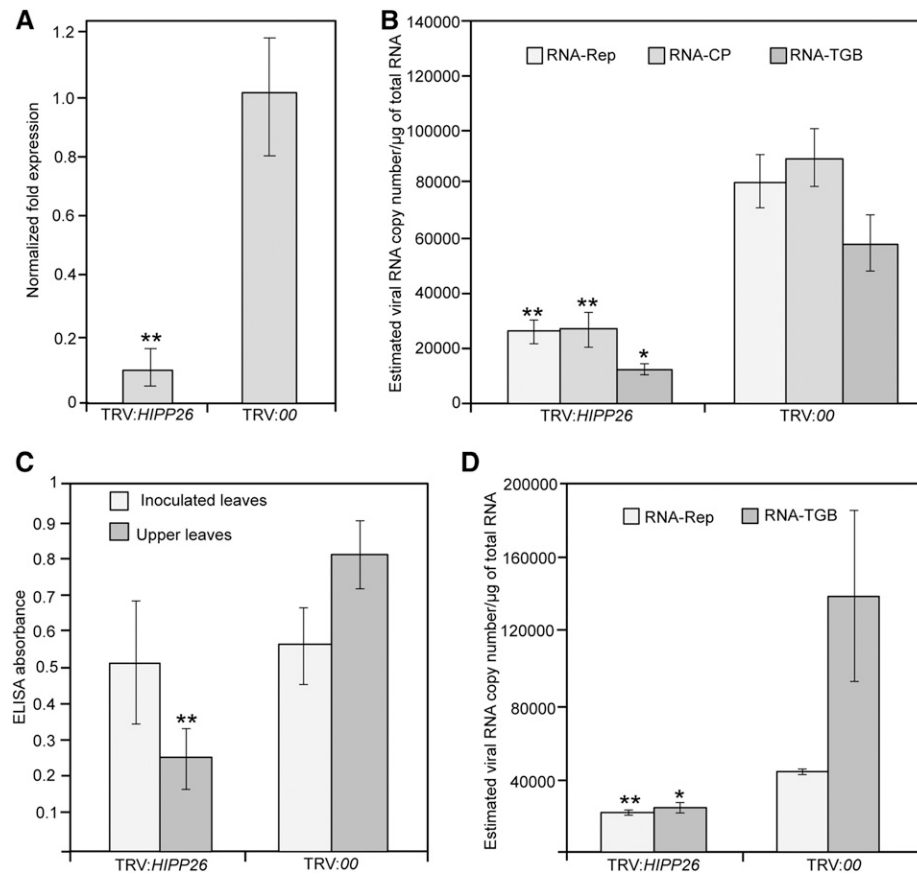 A
Normalized fold expression
1.2
1.0
0.8
0.6
0.4
0.2
0
**
TRV:HIPP26
TRV:00
B
Estimated viral RNA copy number/µg of total RNA
140000
120000
100000
80000
60000
40000
20000
0
RNA-Rep
RNA-CP
RNA-TGB
**
**
*
TRV:HIPP26
TRV:00
C
ELISA absorbance
1
0.9
0.8
0.7
0.6
0.5
0.4
0.3
0.2
0.1
Inoculated leaves
Upper leaves
**
TRV:HIPP26
TRV:00
D
Estimated viral RNA copy number/µg of total RNA
200000
160000
120000
80000
40000
RNA-Rep
RNA-TGB
**
*
TRV:HIPP26
TRV:00